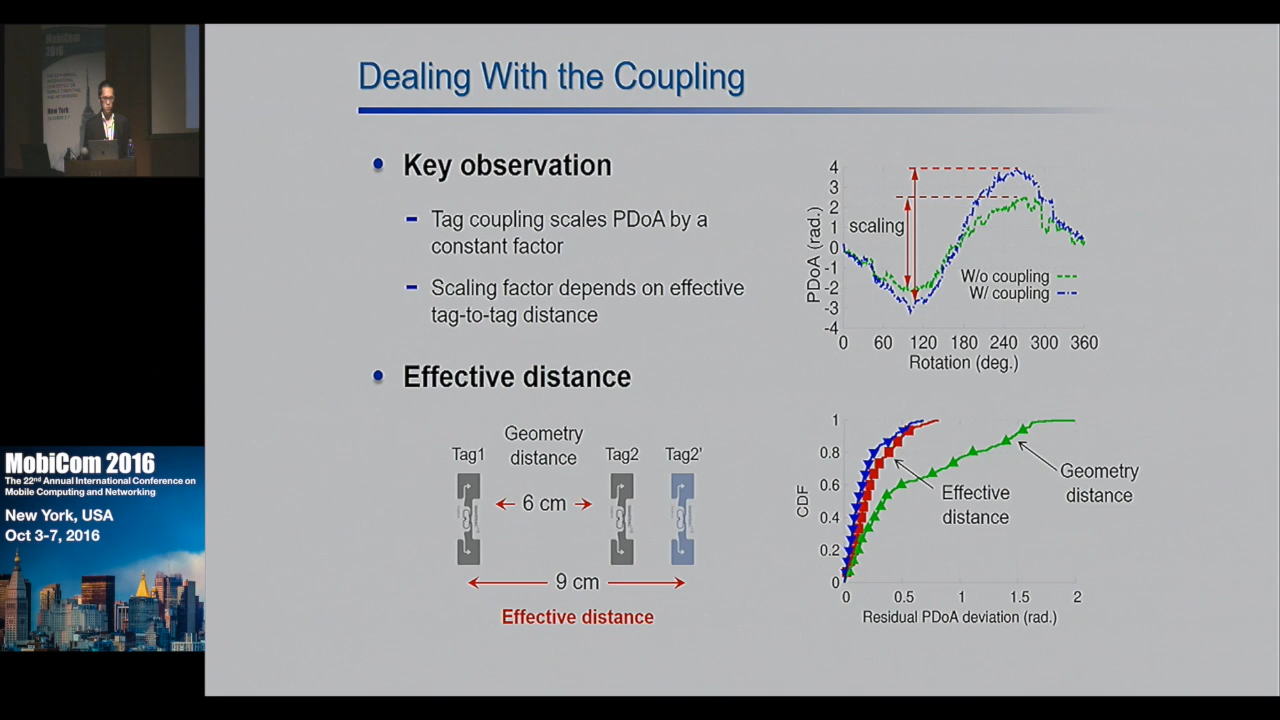 MobiCom
2016
New York
Dealing With the Coupling
Key observation
Tag coupling scales PDoA by a
constant factor
Scaling factor depends on effective
tag-to-tag distance
Effective distance
Geometry
distance
Tag1
Tag2
Tag2'
6 cm
9 cm
Effective distance
4
3
2
1
0
-1
-2
-3
-4
PDoA (rad.)
scaling
W/o coupling
W/ coupling
0 60 120 180 240 300 360
Rotation (deg.)
1
0.8
0.6
0.4
0.2
0
CDF
Geometry
distance
Effective
distance
0 0.5 1 1.5 2
Residual PDoA deviation (rad.)
MobiCom 2016
The 22nd Annual International Conference on
Mobile Computing and Networking
New York, USA
Oct 3-7, 2016